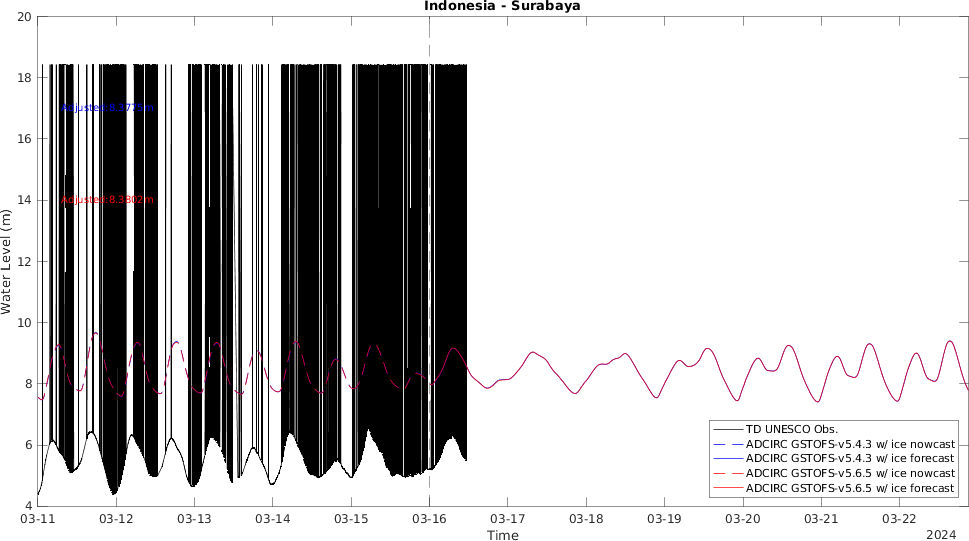 Indonesia - Surabaya
20
18
16
14
12
10
8
6
4
Water Level (m)
Adjusted:
Adjusted:8.3802m
TD UNESCO Obs.
ADCIRC GSTOFS-v5.4.3 w/ ice nowcast
ADCIRC GSTOFS-v5.4.3 w/ ice forecast
ADCIRC GSTOFS-v5.6.5 w/ ice nowcast
ADCIRC GSTOFS-v5.6.5 w/ ice forecast
03-11 03-12 03-13 03-14 03-15 03-16 03-17 03-18 03-19 03-20 03-21 03-22
Time
2024